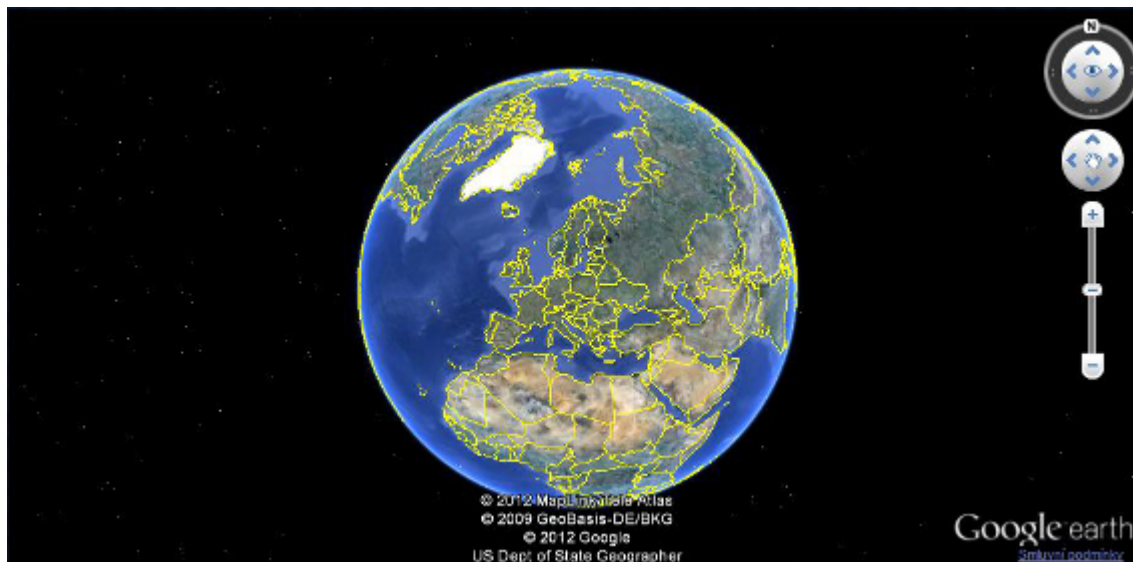 N
© 2012 MapLink/Tele Atlas
© 2009 GeoBasis-DE/BKG
© 2012 Google
US Dept of State Geographer
Google earth
Smluvní podmínky